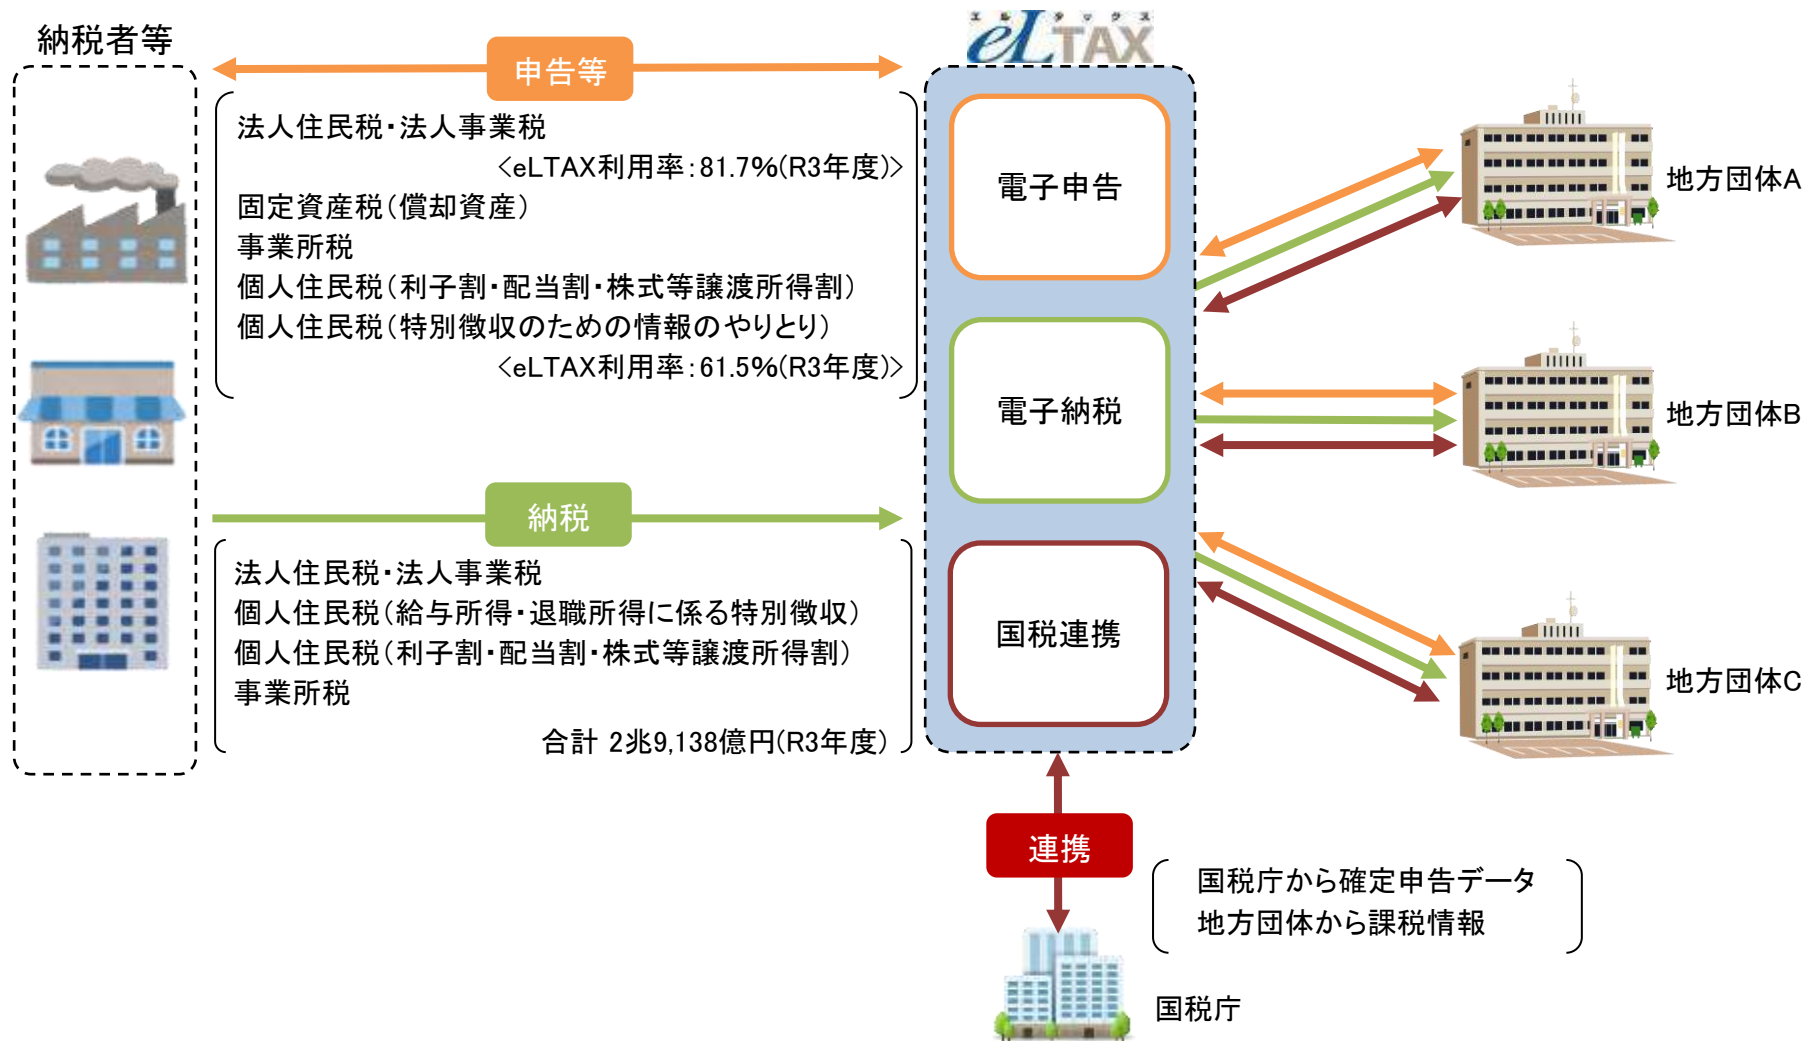 納税者等
エルタックス
eLTAX
申告等
法人住民税・法人事業税
<eLTAX利用率:81.7%(R3年度)>
固定資産税(償却資産)
事業所税
個人住民税(利子割・配当割・株式等譲渡所得割)
個人住民税(特別徴収のための情報のやりとり)
<eLTAX利用率:61.5%(R3年度)>
納税
法人住民税・法人事業税
個人住民税(給与所得・退職所得に係る特別徴収)
個人住民税(利子割・配当割・株式等譲渡所得割)
事業所税
合計 2兆9,138億円(R3年度)
電子申告
電子納税
国税連携
地方団体A
地方団体B
地方団体C
連携
国税庁から確定申告データ
地方団体から課税情報
国税庁